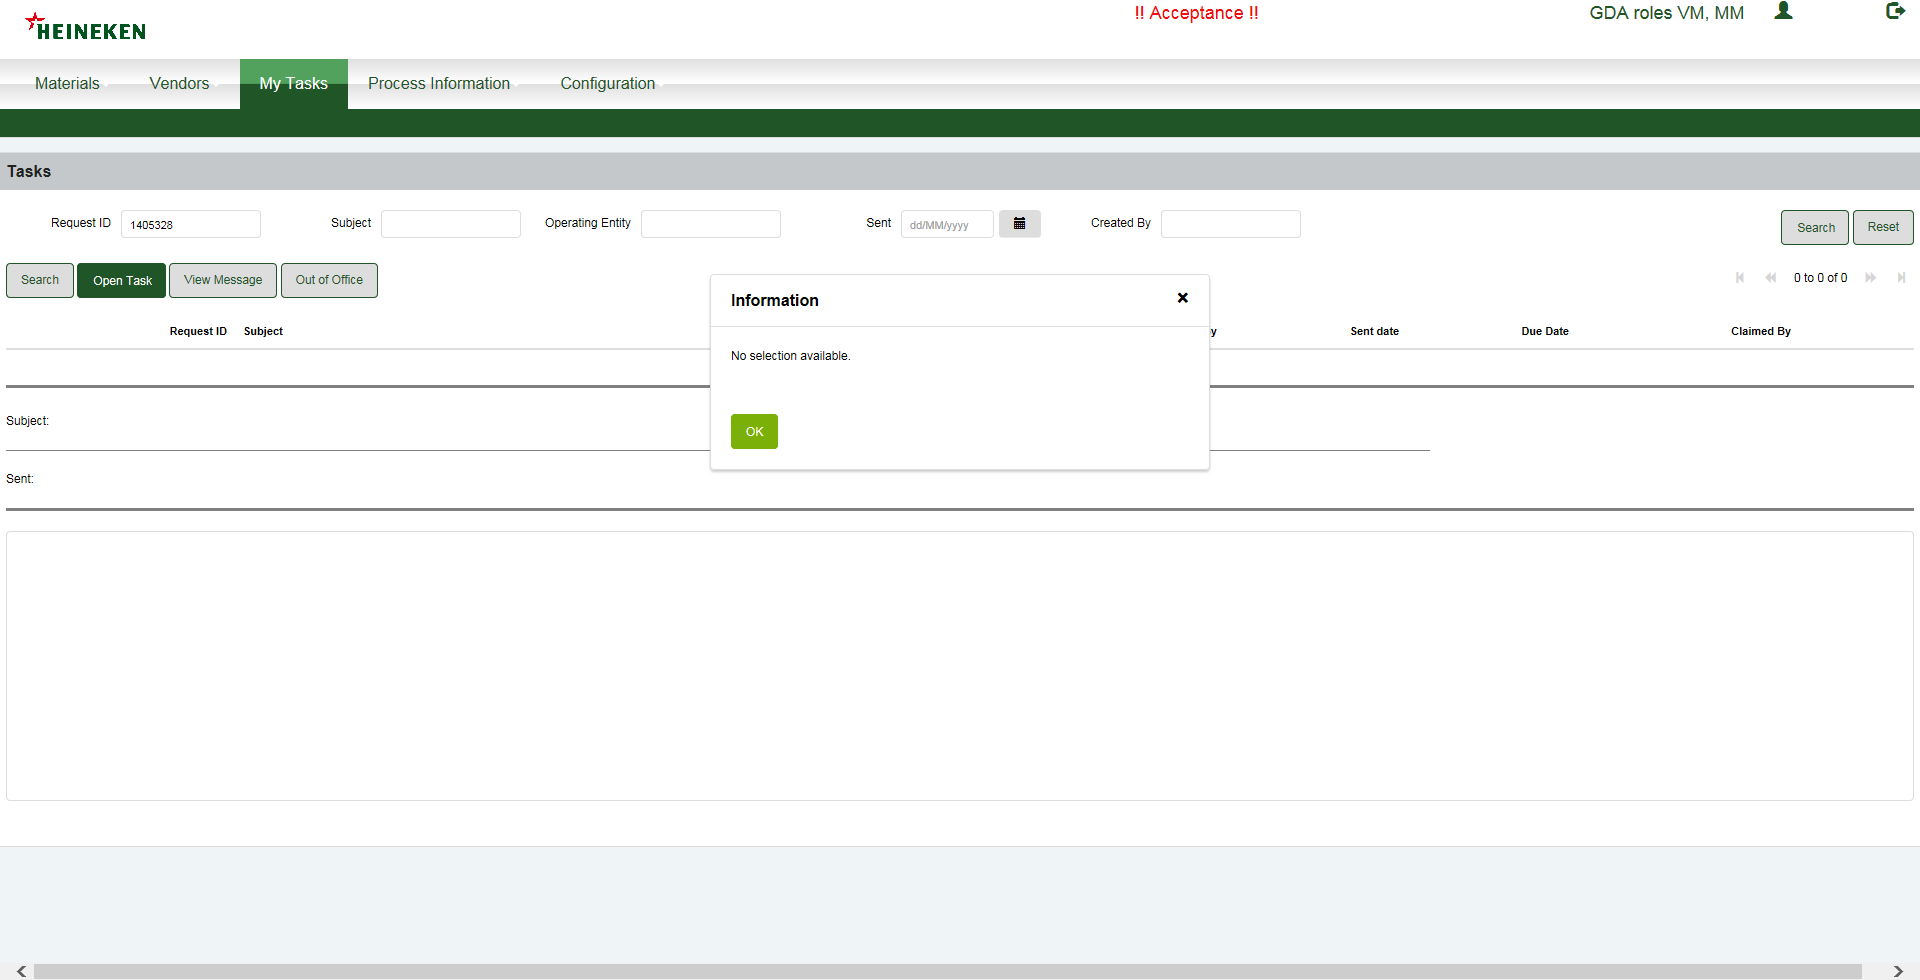 HEINEKEN
!! Acceptance !!
GDA roles VM, MM
Materials Vendors My Tasks Process Information Configuration
Tasks
Request ID 1405328 Subject Operating Entity Sent dd/MM/yyyy Created By Search Reset
Search Open Task View Message Out of Office 0 to 0 of 0
Request ID Subject Sent date Due Date Claimed By
Information
No selection available.
OK
Subject:
Sent: